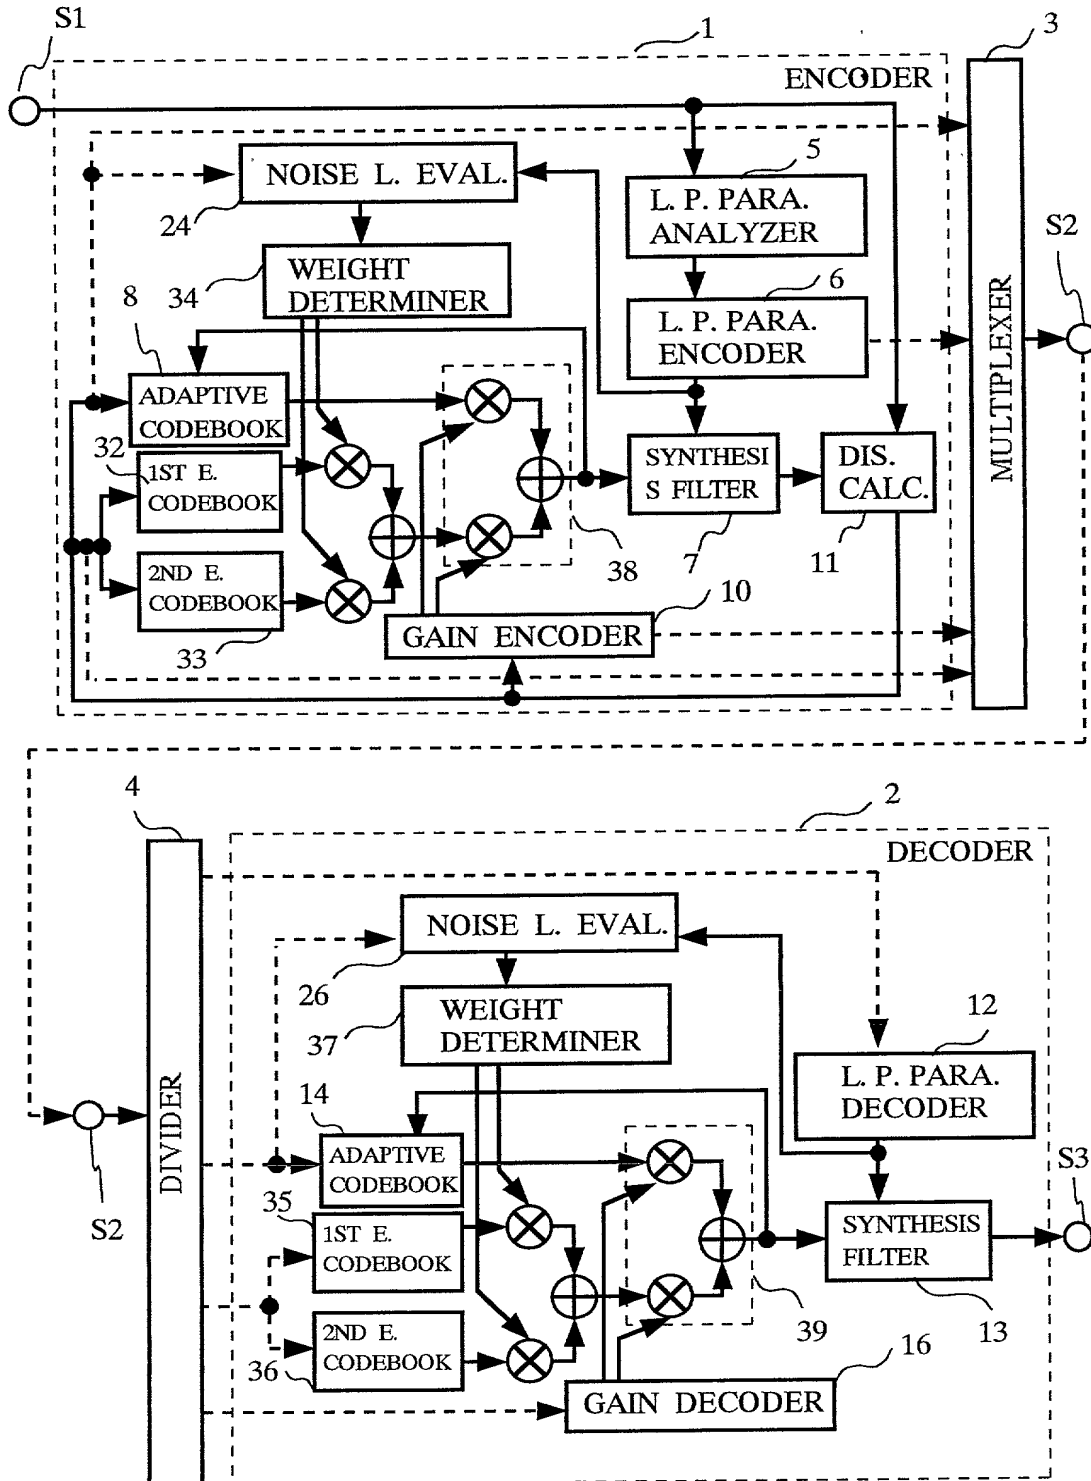 S1
1
3
ENCODER
5
NOISE L. EVAL.
24
L. P. PARA.
ANALYZER
S2
WEIGHT
DETERMINER
34
8
6
L. P. PARA.
ENCODER
MULTIPLEXER
ADAPTIVE
CODEBOOK
32
1ST E.
CODEBOOK
SYNTHESI
S FILTER
DIS.
CALC.
2ND E.
CODEBOOK
38
7
11
10
GAIN ENCODER
33
4
2
DECODER
NOISE L. EVAL.
26
WEIGHT
DETERMINER
37
12
L. P. PARA.
DECODER
14
DIVIDER
ADAPTIVE
CODEBOOK
S3
S2
35
1ST E.
CODEBOOK
SYNTHESIS
FILTER
2ND E.
CODEBOOK
39
13
36
16
GAIN DECODER